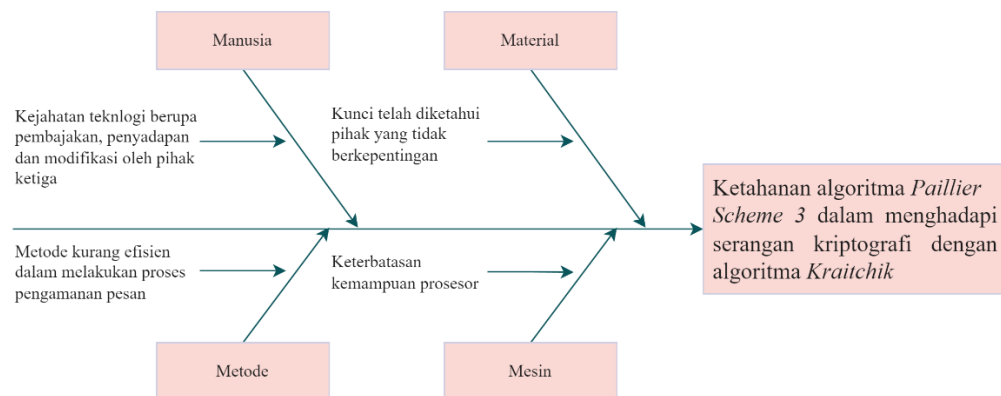 Manusia
Material
Kejahatan teknlogi berupa
pembajakan, penyadapan
dan modifikasi oleh pihak
ketiga
Kunci telah diketahui
pihak yang tidak
berkepentingan
Ketahanan algoritma Paillier
Scheme 3 dalam menghadapi
serangan kriptografi dengan
algoritma Kraitchik
Metode kurang efisien
dalam melakukan proses
pengamanan pesan
Keterbatasan
kemampuan prosesor
Metode
Mesin